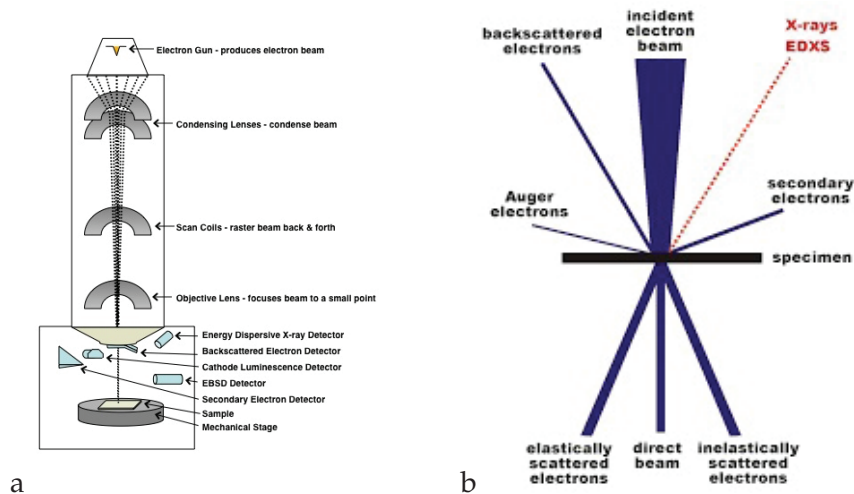 Electron Gun - produces electron beam
Condensing Lenses - condense beam
Scan Coils - raster beam back & forth
Objective Lens - focuses beam to a small point
Energy Dispersive X-ray Detector
Backscattered Electron Detector
Cathode Luminescence Detector
EBSD Detector
Secondary Electron Detector
Sample
Mechanical Stage
a
incident
electron
beam
backscattered
electrons
X-rays
EDXS
Auger
electrons
secondary
electrons
specimen
elastically
scattered
electrons
direct
beam
inelastically
scattered
electrons
b